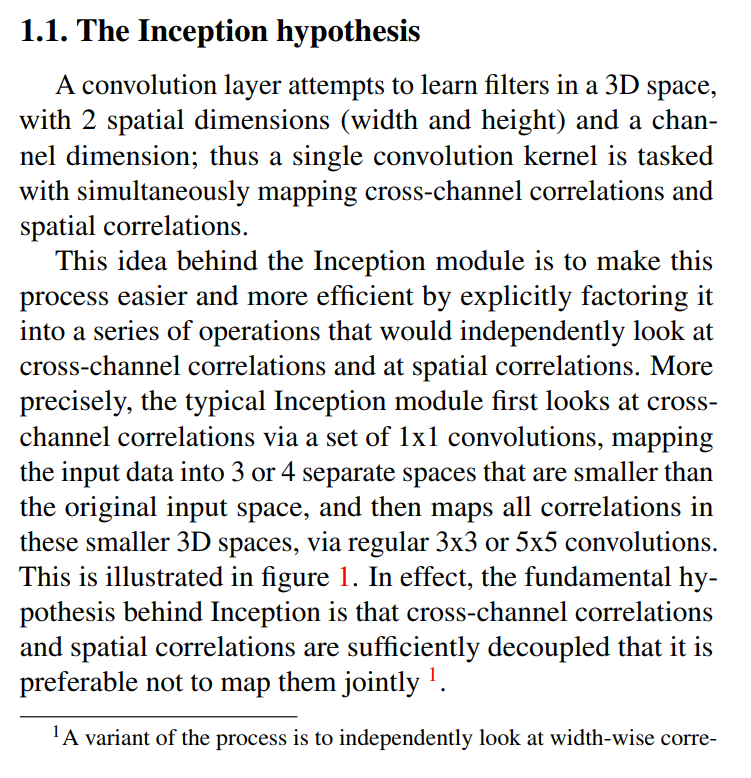 1.1. The Inception hypothesis
A convolution layer attempts to learn filters in a 3D space,
with 2 spatial dimensions (width and height) and a chan-
nel dimension; thus a single convolution kernel is tasked
with simultaneously mapping cross-channel correlations and
spatial correlations.
This idea behind the Inception module is to make this
process easier and more efficient by explicitly factoring it
into a series of operations that would independently look at
cross-channel correlations and at spatial correlations. More
precisely, the typical Inception module first looks at cross-
channel correlations via a set of 1x1 convolutions, mapping
the input data into 3 or 4 separate spaces that are smaller than
the original input space, and then maps all correlations in
these smaller 3D spaces, via regular 3x3 or 5x5 convolutions.
This is illustrated in figure 1. In effect, the fundamental hy-
pothesis behind Inception is that cross-channel correlations
and spatial correlations are sufficiently decoupled that it is
preferable not to map them jointly 1.
1A variant of the process is to independently look at width-wise corre-